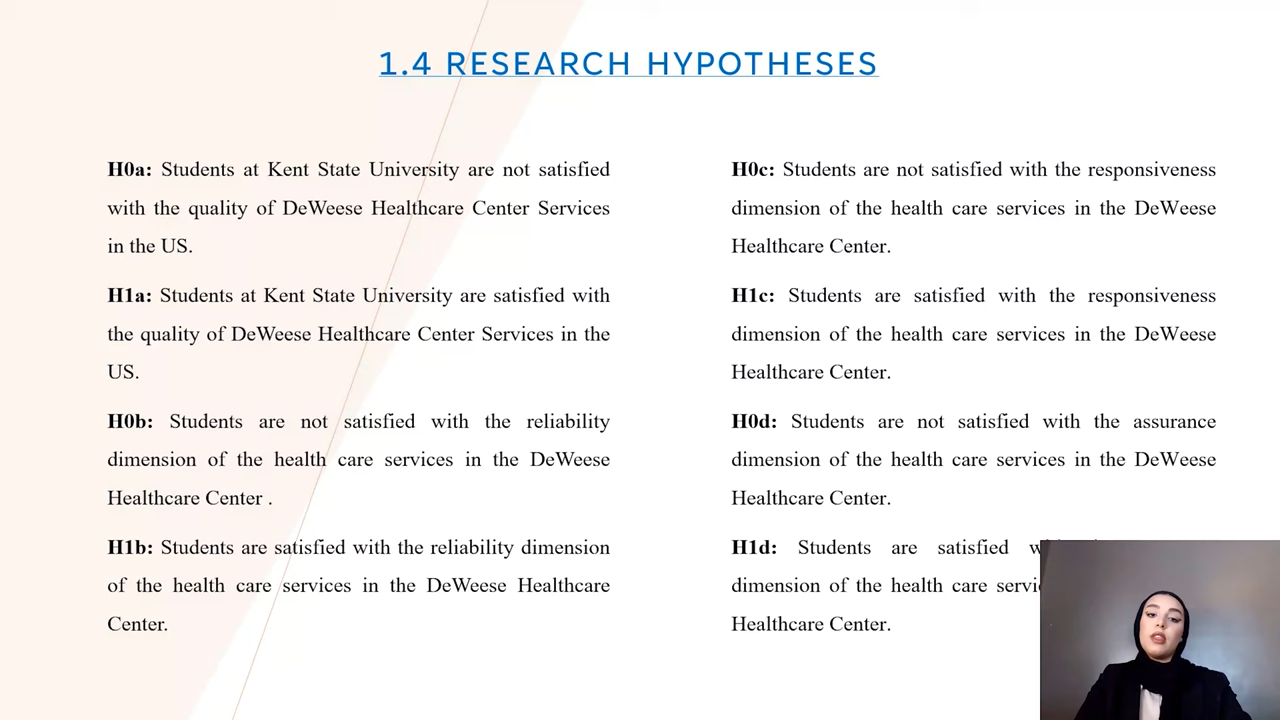 1.4 RESEARCH HYPOTHESES
H0a: Students at Kent State University are not satisfied
with the quality of DeWeese Healthcare Center Services
in the US.
H1a: Students at Kent State University are satisfied with
the quality of DeWeese Healthcare Center Services in the
US.
H0b: Students are not satisfied with the reliability
dimension of the health care services in the DeWeese
Healthcare Center .
H1b: Students are satisfied with the reliability dimension
of the health care services in the DeWeese Healthcare
Center.
H0c: Students are not satisfied with the responsiveness
dimension of the health care services in the DeWeese
Healthcare Center.
H1c: Students are satisfied with the responsiveness
dimension of the health care services in the DeWeese
Healthcare Center.
H0d: Students are not satisfied with the assurance
dimension of the health care services in the DeWeese
Healthcare Center.
H1d: Students are satisfied
dimension of the health care
Healthcare Center.